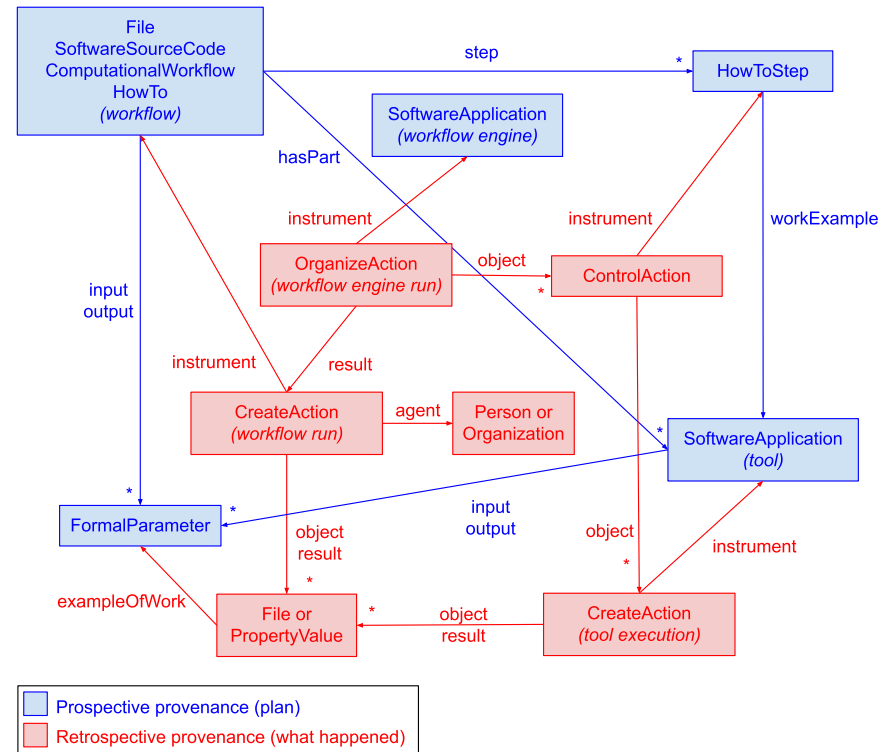 File
SoftwareSourceCode
ComputationalWorkflow
HowTo
(workflow)
step
*
HowToStep
SoftwareApplication
(workflow engine)
hasPart
instrument
instrument
workExample
OrganizeAction
(workflow engine run)
object
*
ControlAction
input
output
instrument
result
CreateAction
(workflow run)
agent
Person or
Organization
*
SoftwareApplication
(tool)
*
FormalParameter
*
input
output
object
result
*
object
*
instrument
exampleOfWork
File or
PropertyValue
*
object
result
CreateAction
(tool execution)
Prospective provenance (plan)
Retrospective provenance (what happened)